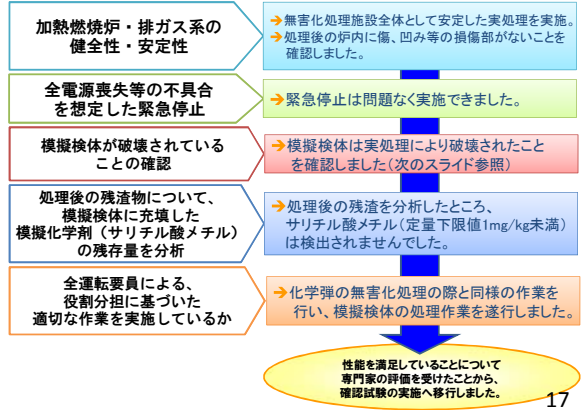 加熱燃焼炉・排ガス系の
健全性・安定性
➔無害化処理施設全体として安定した実処理を実施。
➔処理後の炉内に傷、凹み等の損傷部がないことを
確認しました。
全電源喪失等の不具合
を想定した緊急停止
➔緊急停止は問題なく実施できました。
模擬検体が破壊されている
ことの確認
➔模擬検体は実処理により破壊されたこと
を確認しました(次のスライド参照)
処理後の残渣物について、
模擬検体に充填した
模擬化学剤（サリチル酸メチル）
の残存量を分析
➔処理後の残渣を分析したところ、
サリチル酸メチル(定量下限値1mg/kg未満)
は検出されませんでした。
全運転要員による、
役割分担に基づいた
適切な作業を実施しているか
➔化学弾の無害化処理の際と同様の作業を
行い、模擬検体の処理作業を遂行しました。
性能を満足していることについて
専門家の評価を受けたことから、
確認試験の実施へ移行しました。
17